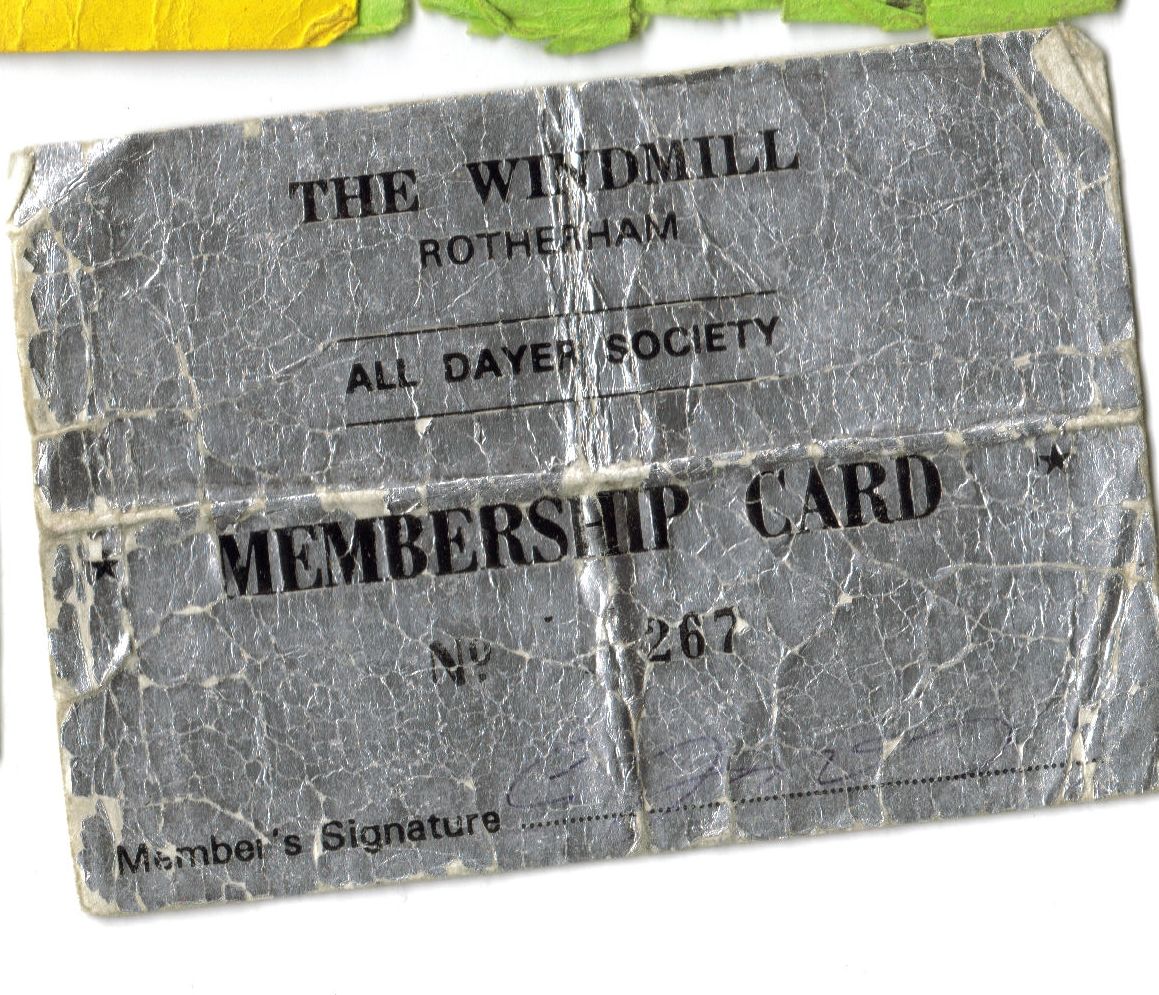 THE WINDMILL
ROTHERHAM
ALL DAYER SOCIETY
★ MEMBERSHIP CARD ★
Nº 267
Member's Signature